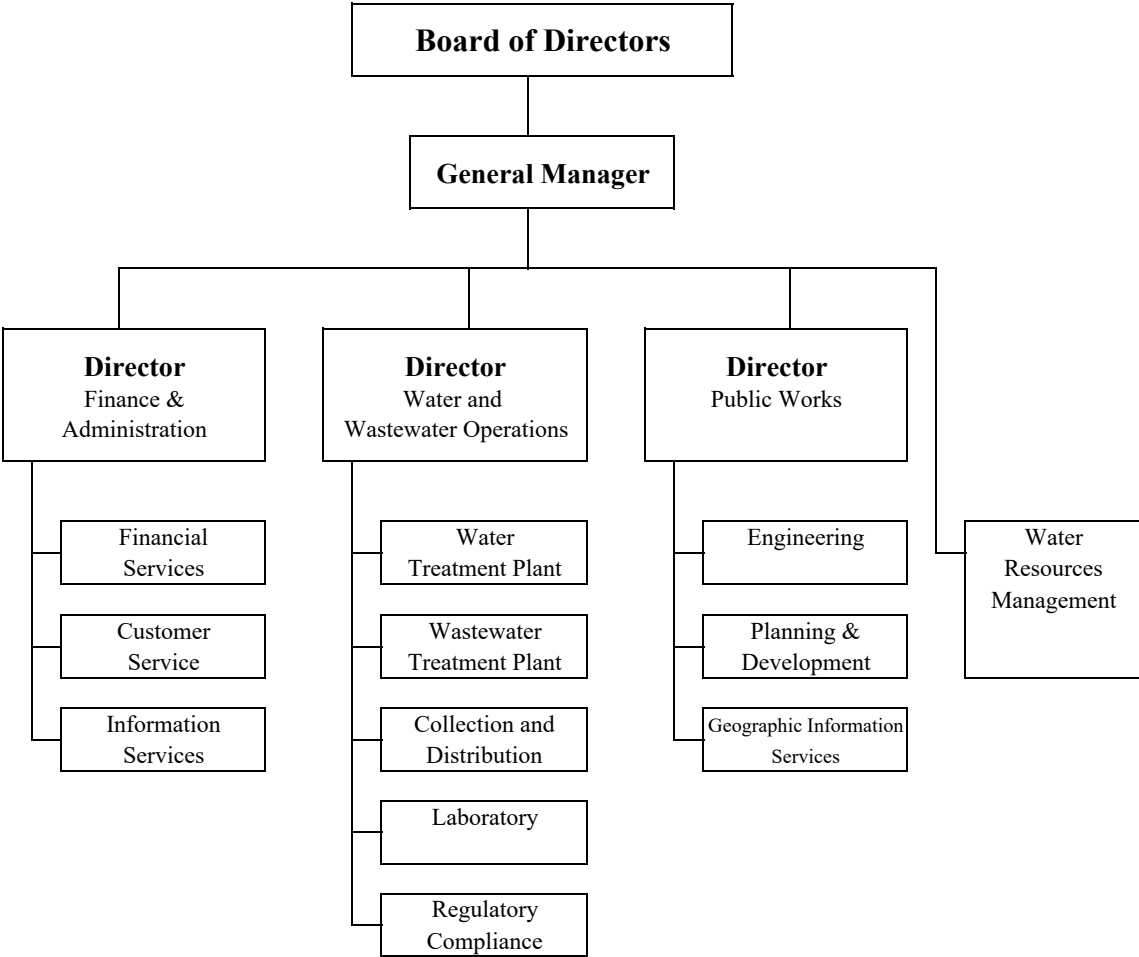 Board of Directors
General Manager
Director
Finance &
Administration
Director
Water and
Wastewater Operations
Director
Public Works
Financial
Services
Customer
Service
Information
Services
Water
Treatment Plant
Wastewater
Treatment Plant
Collection and
Distribution
Laboratory
Regulatory
Compliance
Engineering
Planning &
Development
Geographic Information
Services
Water
Resources
Management